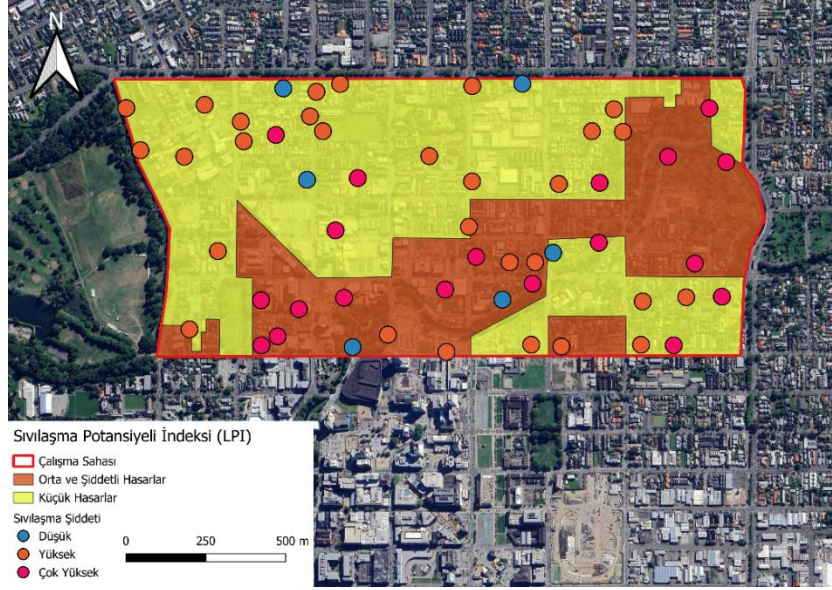 N
Sıvılaşma Potansiyeli İndeksi (LPI)
Çalışma Sahası
Orta ve Şiddetli Hasarlar
Küçük Hasarlar
Sıvılaşma Şiddeti
Düşük
Yüksek
Çok Yüksek
0 250 500 m